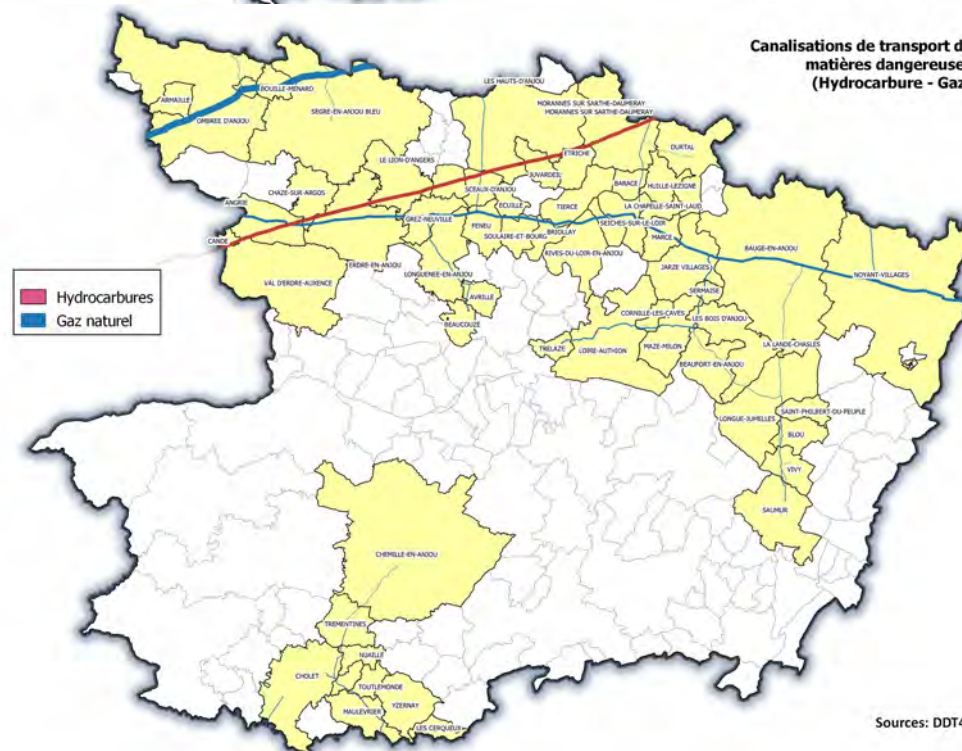 Canalisations de transport d
matières dangereuse
(Hydrocarbure - Gaz
LES HAUTS-D'ANJOU
BOUILLE-MENARD
ARMAILLE
MORANNES SUR SARTHE-DAUMERAY
MORANNES SUR SARTHE-DAUMERAY
OMBREE D'ANJOU
SEGRE-EN-ANJOU BLEU
DURTAL
ETRICHE
LE LION-D'ANGERS
JUVARDEIL
BARACE
HUILLE-LEZIGNE
CHAZE-SUR-ARGOS
SCEAUX-D'ANJOU
ANGRIE
ECUILLE
TIERCE
LA CHAPELLE-SAINT-LAUD
GREZ-NEUVILLE
FENEU
SEICHES-SUR-LE-LOIR
BRIOLLAY
SOULAIRE-ET-BOURG
MARCE
CANDE
BAUGE-EN-ANJOU
RIVES-DU-LOIR-EN-ANJOU
JARZE VILLAGES
ERDRE-EN-ANJOU
LONGUENEE-EN-ANJOU
NOYANT-VILLAGES
VAL D'ERDRE-AUXENCE
SERMAISE
Hydrocarbures
AVRILLE
Gaz naturel
CORNILLE-LES-CAVES
LES BOIS D'ANJOU
BEAUCOUZE
TRELAZE
LOIRE-AUTHION
MAZE-MILON
LA LANDE-CHASLES
BEAUFORT-EN-ANJOU
LONGUE-JUMELLES
SAINT-PHILBERT-DU-PEUPLE
BLOU
VIVY
SAUMUR
CHEMILLE-EN-ANJOU
TREMENTINES
NUAILLE
CHOLET
TOUTLEMONDE
MAULEVRIER
YZERNAY
LES CERQUEUX
Sources: DDT4